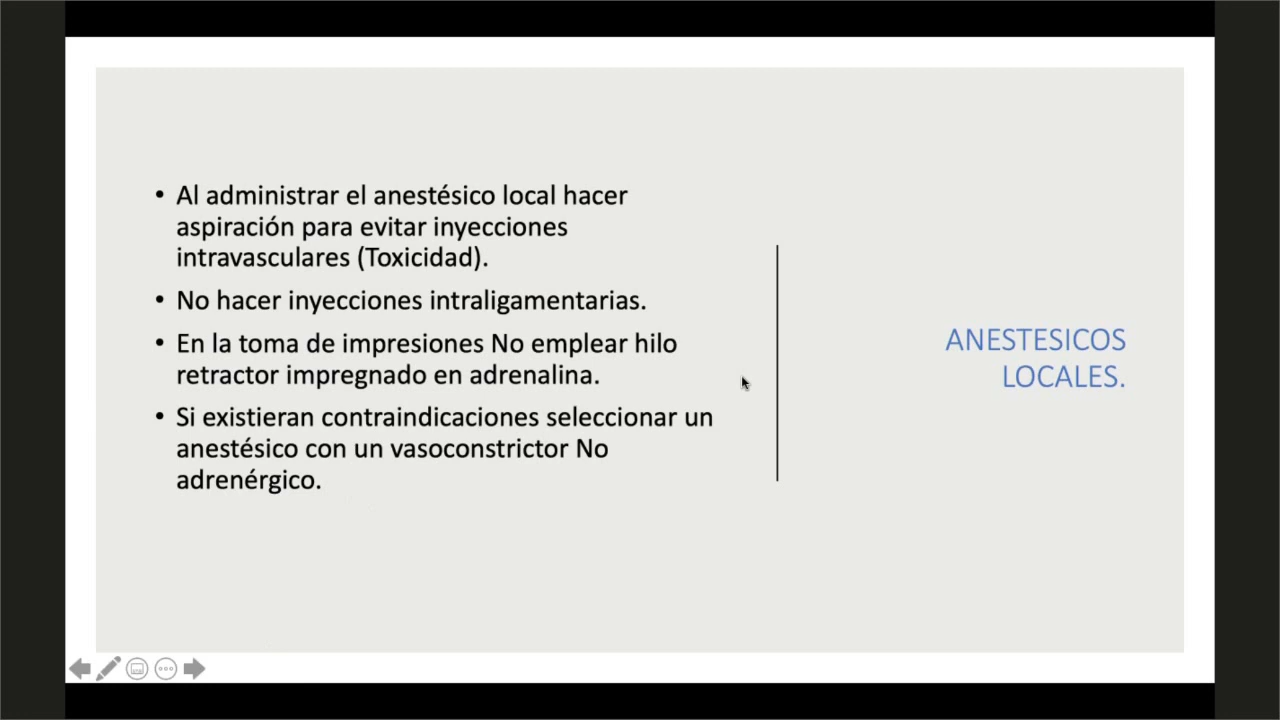 • Al administrar el anestésico local hacer
aspiración para evitar inyecciones
intravasculares (Toxicidad).
• No hacer inyecciones intraligamentarias.
• En la toma de impresiones No emplear hilo
retractor impregnado en adrenalina.
• Si existieran contraindicaciones seleccionar un
anestésico con un vasoconstrictor No
adrenérgico.
ANESTESICOS
LOCALES.